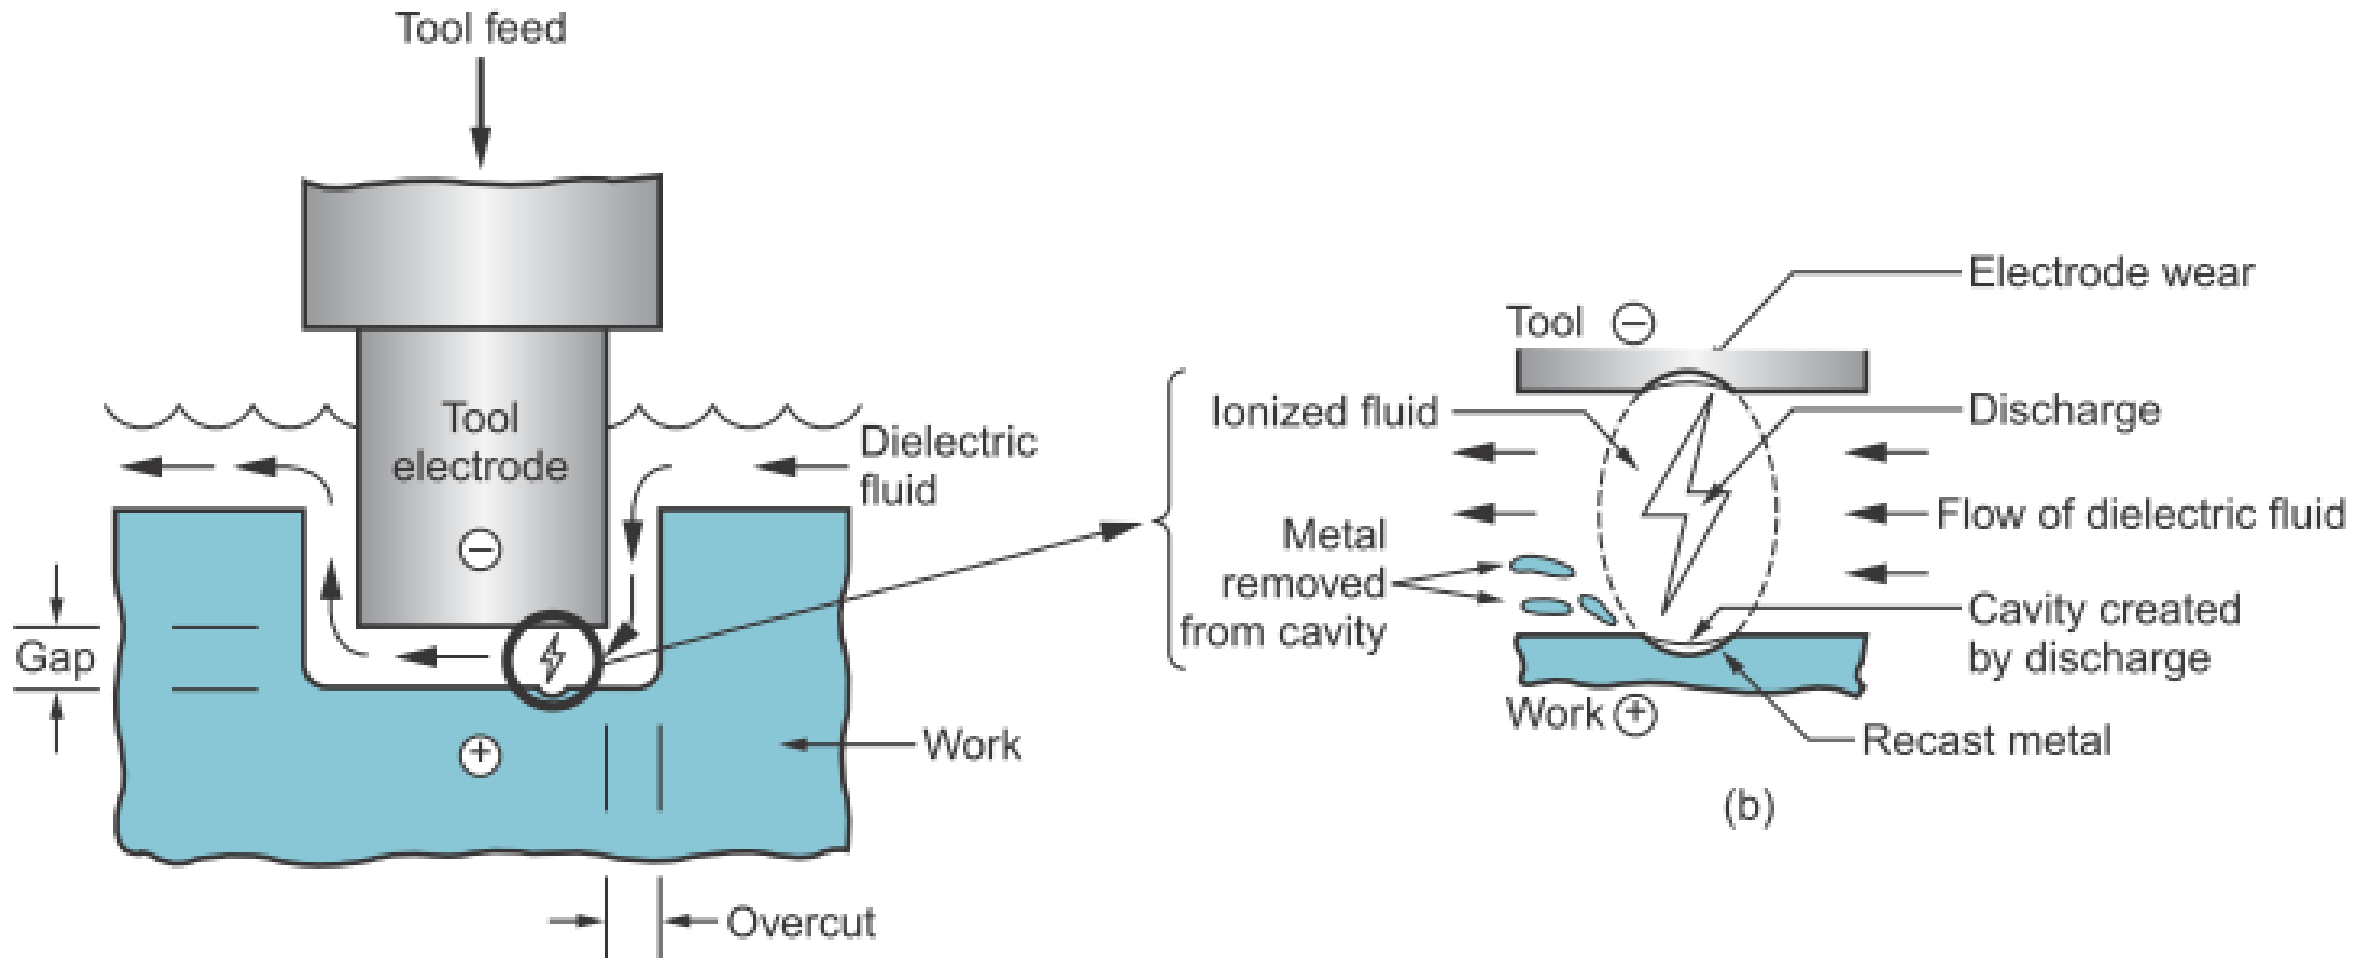 Tool feed
Tool
electrode
−
Dielectric
fluid
Gap
+
Work
Overcut
Electrode wear
Tool −
Ionized fluid
Discharge
Flow of dielectric fluid
Metal
removed
from cavity
Cavity created
by discharge
Work +
Recast metal
(b)